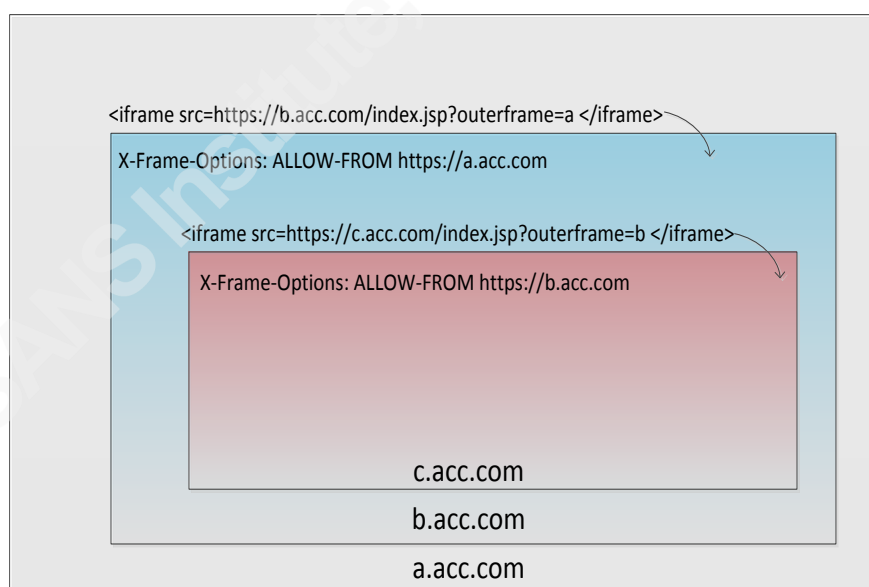 <iframe src=https://b.acc.com/index.jsp?outerframe=a </iframe>
X-Frame-Options: ALLOW-FROM https://a.acc.com
<iframe src=https://c.acc.com/index.jsp?outerframe=b </iframe>
X-Frame-Options: ALLOW-FROM https://b.acc.com
c.acc.com
b.acc.com
a.acc.com
SANS Institute,